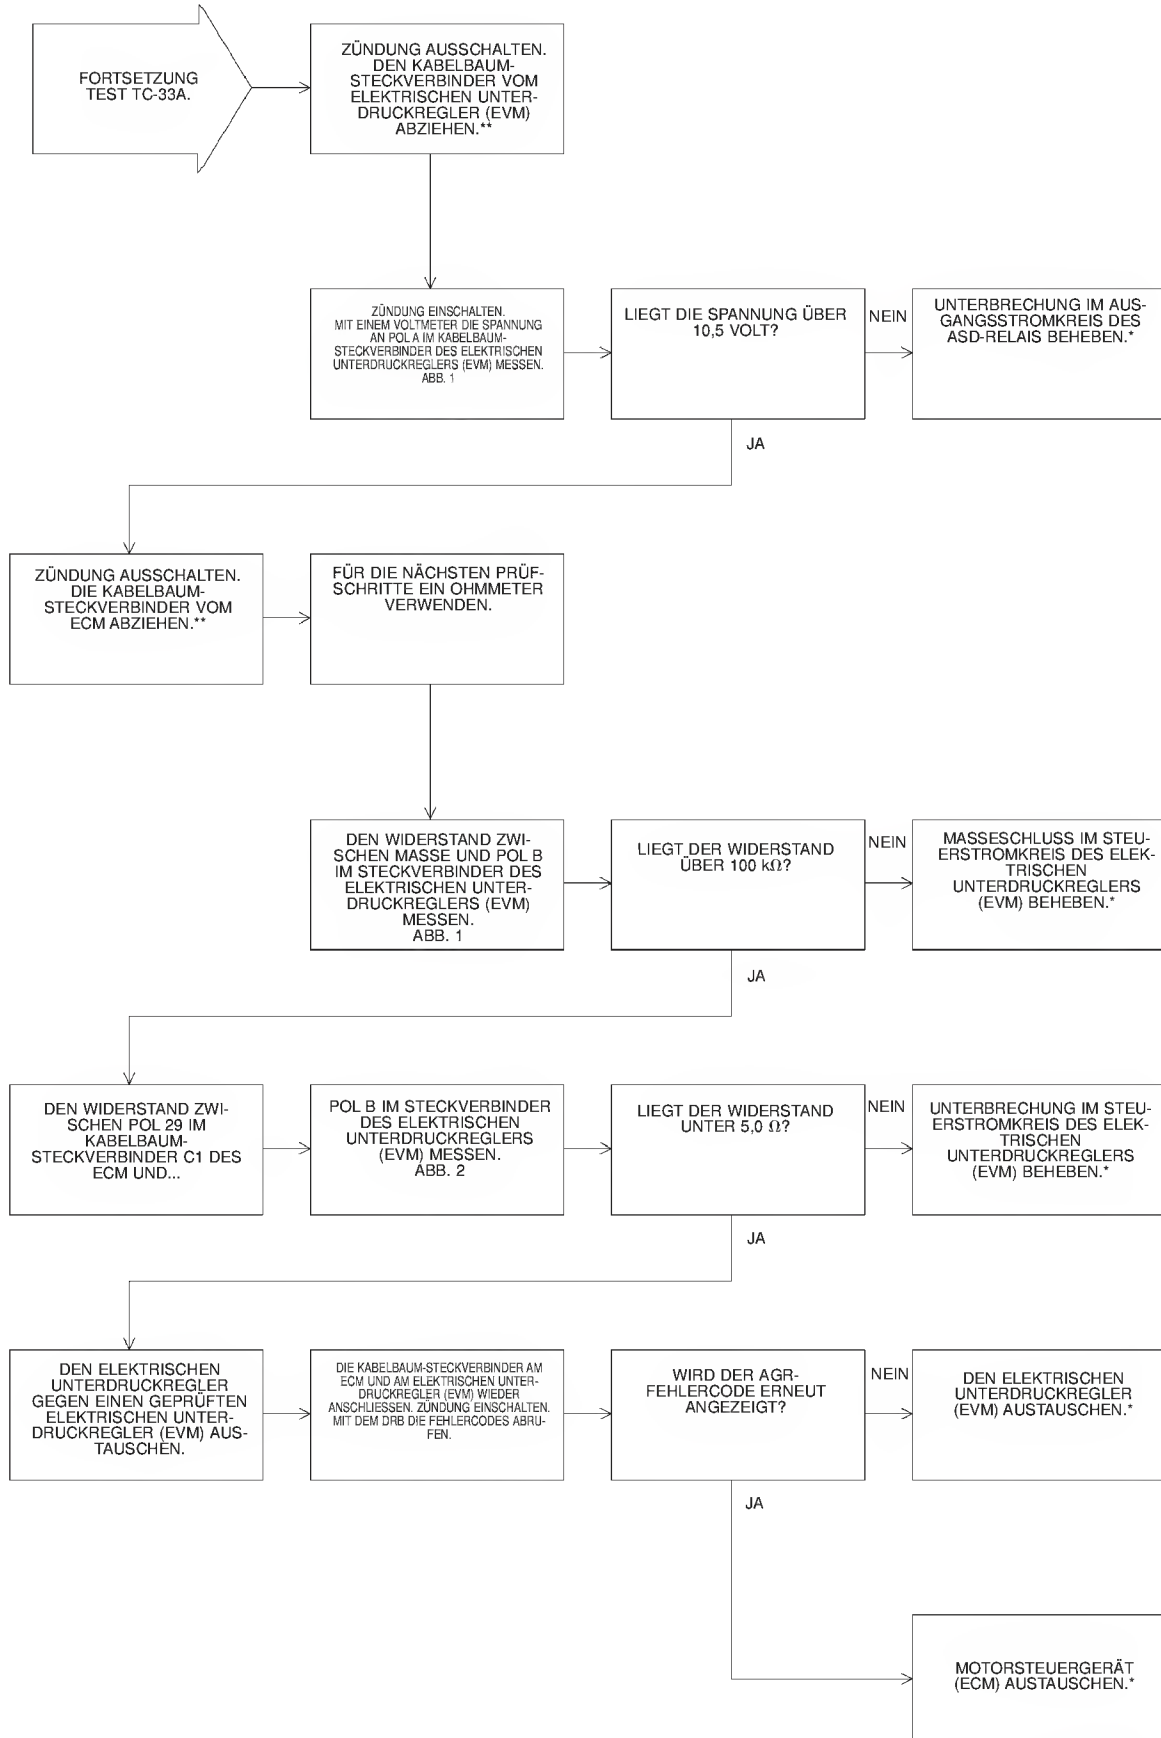 FORTSETZUNG
TEST TC-33A.
ZÜNDUNG AUSSCHALTEN.
DEN KABELBAUM-
STECKVERBINDER VOM
ELEKTRISCHEN UNTER-
DRUCKREGLER (EVM)
ABZIEHEN.**
ZÜNDUNG EINSCHALTEN.
MIT EINEM VOLTMETER DIE SPANNUNG
AN POL A IM KABELBAUM-
STECKVERBINDER DES ELEKTRISCHEN
UNTERDRUCKREGLERS (EVM) MESSEN.
ABB. 1
LIEGT DIE SPANNUNG ÜBER
10,5 VOLT?
NEIN
UNTERBRECHUNG IM AUS-
GANGSSTROMKREIS DES
ASD-RELAIS BEHEBEN.*
JA
ZÜNDUNG AUSSCHALTEN.
DIE KABELBAUM-
STECKVERBINDER VOM
ECM ABZIEHEN.**
FÜR DIE NÄCHSTEN PRÜF-
SCHRITTE EIN OHMMETER
VERWENDEN.
DEN WIDERSTAND ZWI-
SCHEN MASSE UND POL B
IM STECKVERBINDER DES
ELEKTRISCHEN UNTER-
DRUCKREGLERS (EVM)
MESSEN.
ABB. 1
LIEGT DER WIDERSTAND
ÜBER 100 kΩ?
NEIN
MASSESCHLUSS IM STEU-
ERSTROMKREIS DES ELEK-
TRISCHEN
UNTERDRUCKREGLERS
(EVM) BEHEBEN.*
JA
DEN WIDERSTAND ZWI-
SCHEN POL 29 IM
KABELBAUM-
STECKVERBINDER C1 DES
ECM UND...
POL B IM STECKVERBINDER
DES ELEKTRISCHEN
UNTERDRUCKREGLERS
(EVM) MESSEN.
ABB. 2
LIEGT DER WIDERSTAND
UNTER 5,0 Ω?
NEIN
UNTERBRECHUNG IM STEU-
ERSTROMKREIS DES ELEK-
TRISCHEN
UNTERDRUCKREGLERS
(EVM) BEHEBEN.*
JA
DEN ELEKTRISCHEN
UNTERDRUCKREGLER
GEGEN EINEN GEPRÜFTEN
ELEKTRISCHEN UNTER-
DRUCKREGLER (EVM) AUS-
TAUSCHEN.
DIE KABELBAUM-STECKVERBINDER AM
ECM UND AM ELEKTRISCHEN UNTER-
DRUCKREGLER (EVM) WIEDER
ANSCHLIESSEN. ZÜNDUNG EINSCHALTEN.
MIT DEM DRB DIE FEHLERCODES ABRU-
FEN.
WIRD DER AGR-
FEHLERCODE ERNEUT
ANGEZEIGT?
NEIN
DEN ELEKTRISCHEN
UNTERDRUCKREGLER
(EVM) AUSTAUSCHEN.*
JA
MOTORSTEUERGERÄT
(ECM) AUSTAUSCHEN.*